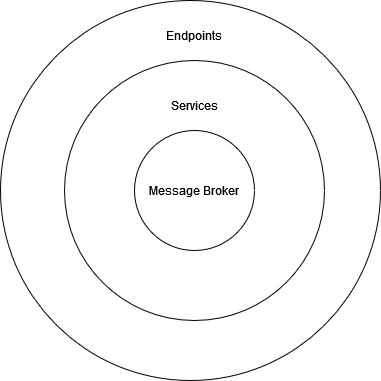 Endpoints
Services
Message Broker